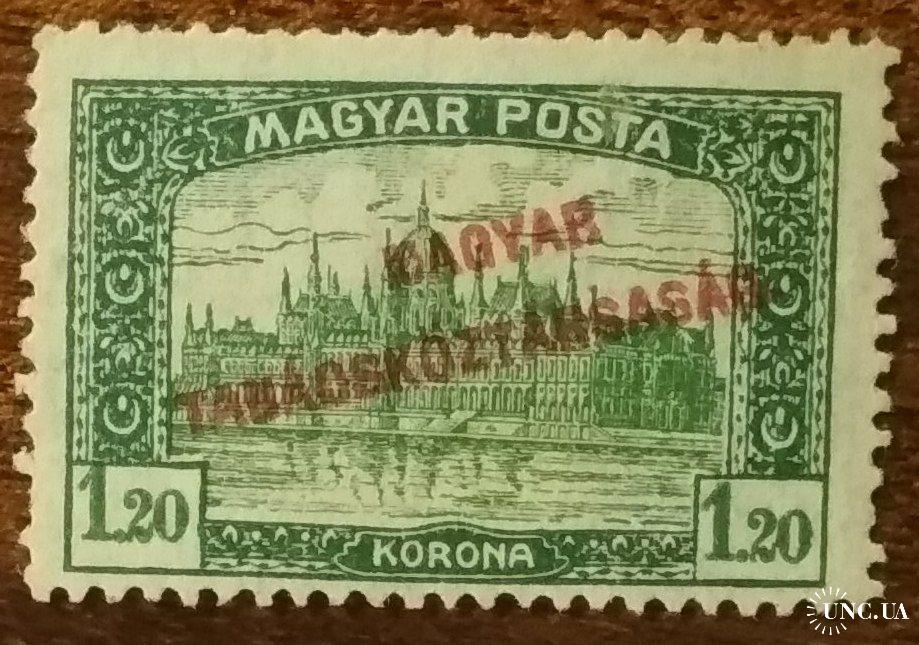 MAGYAR POSTA
MAGYAR
TANÁCSKÖZTÁRSASÁG
1.20
KORONA
1.20
UNC.UA